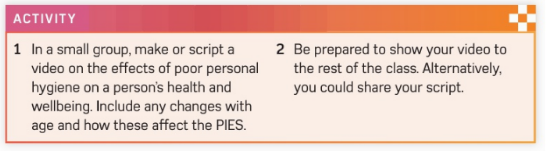 ACTIVITY
1 In a small group, make or script a
video on the effects of poor personal
hygiene on a person's health and
wellbeing. Include any changes with
age and how these affect the PIES.
2 Be prepared to show your video to
the rest of the class. Alternatively,
you could share your script.